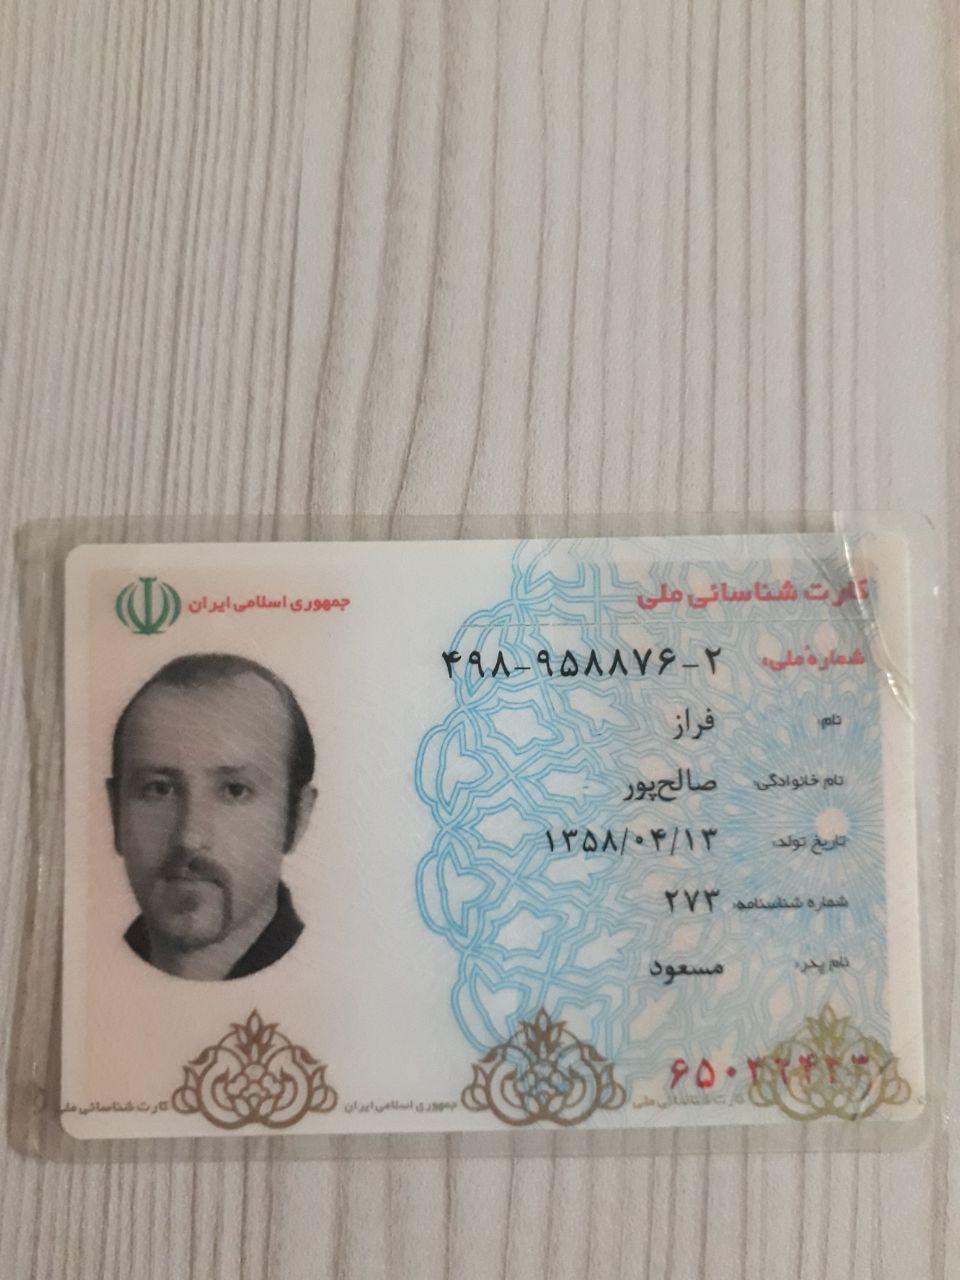 کارت شناسائی ملی
جمهوری اسلامی ایران
شماره ملی: ۴۹۸-۹۵۸۸۷۶-۲
نام: فراز
نام خانوادگی: صالح‌پور
تاریخ تولد: ۱۳۵۸/۰۴/۱۳
شماره شناسنامه: ۲۷۳
نام پدر: مسعود
کارت شناسائی ملی جمهوری اسلامی ایران کارت شناسائی ملی